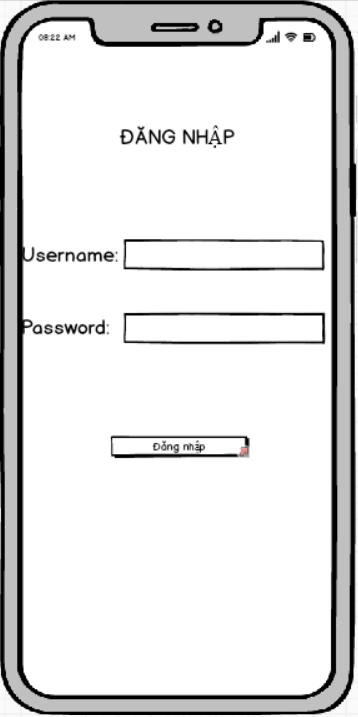 08:22 AM
ĐĂNG NHẬP
Username:
Password:
Đăng nhập